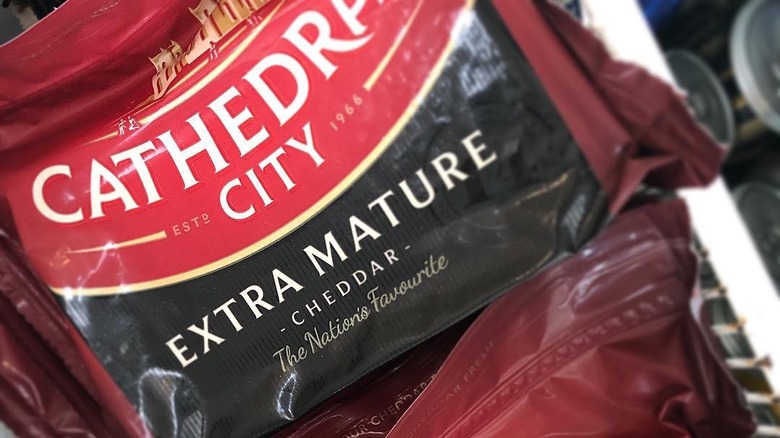 CATHEDRA
CITY
ESTD 1966
EXTRA MATURE
- CHEDDAR -
The Nation's Favourite